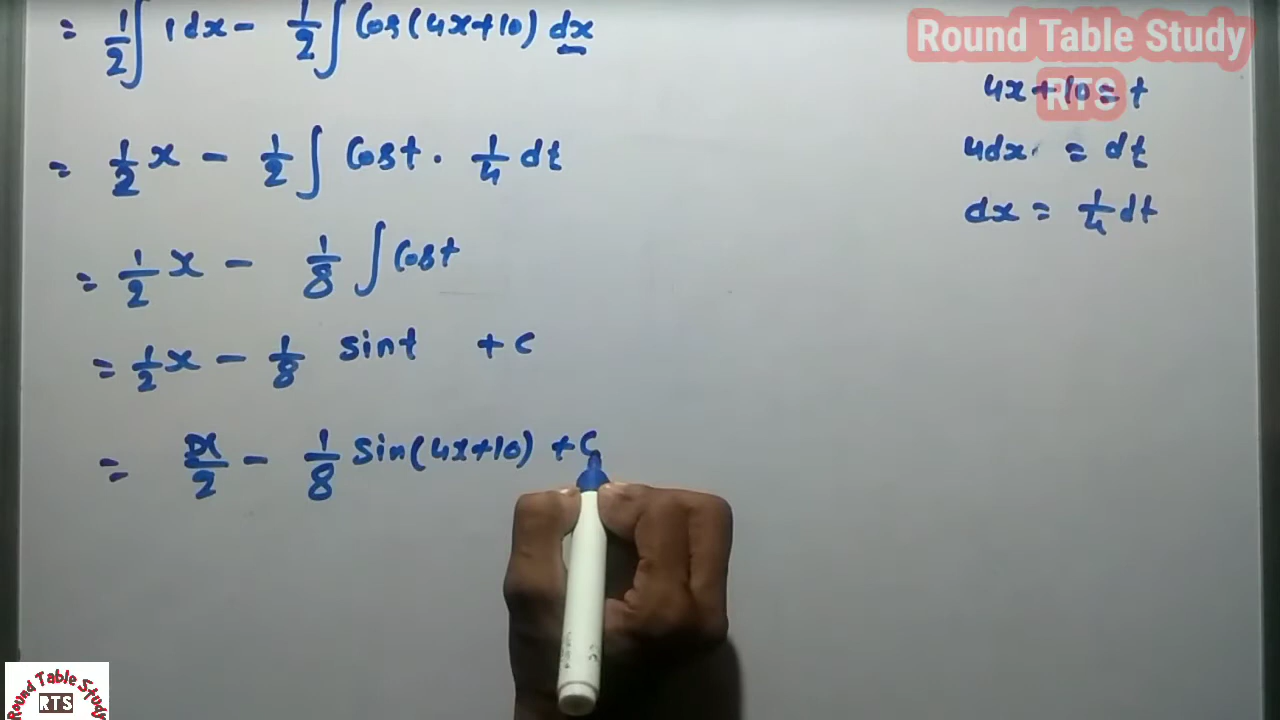 = 1/2 ∫ 1 dx - 1/2 ∫ Cos(4x+10) dx
Round Table Study
RTS
4x+10 = t
= 1/2 x - 1/2 ∫ Cost · 1/4 dt
4dx = dt
dx = 1/4 dt
= 1/2 x - 1/8 ∫ Cost
= 1/2 x - 1/8 sint + c
= x/2 - 1/8 sin(4x+10) + C
Round Table Study
RTS